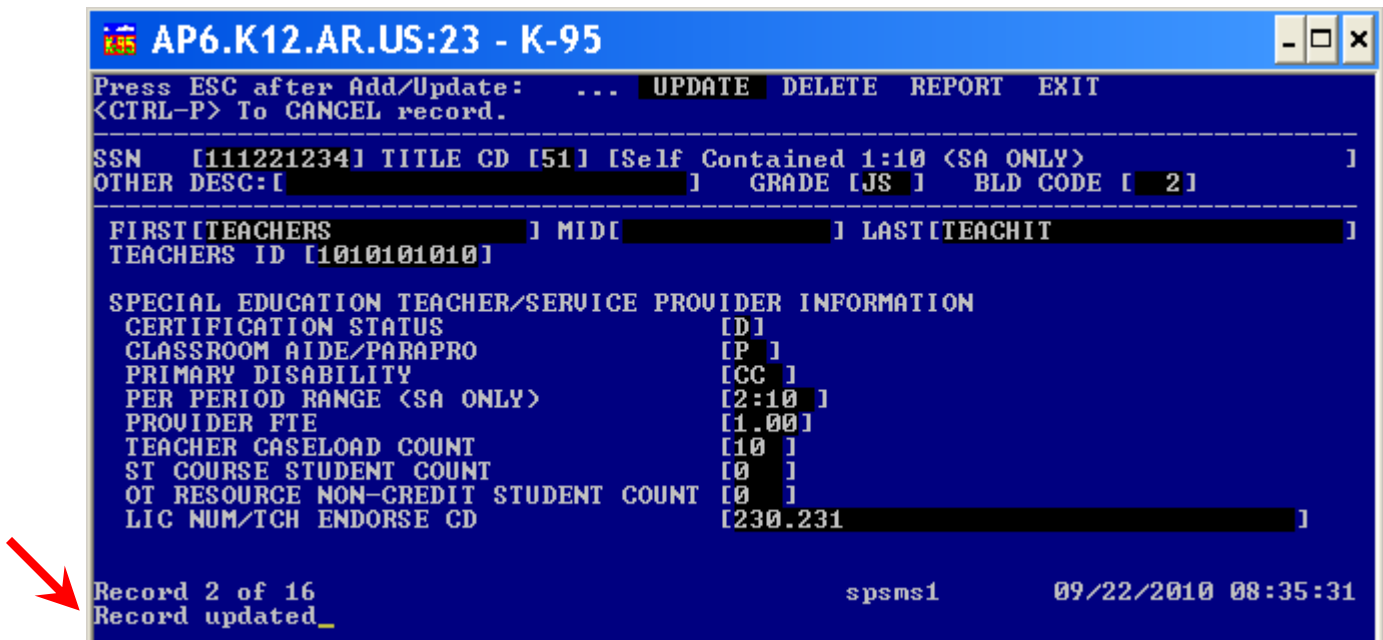 AP6.K12.AR.US:23 - K-95
Press ESC after Add/Update: ... UPDATE DELETE REPORT EXIT
<CTRL-P> To CANCEL record.
SSN [111221234] TITLE CD [51] [Self Contained 1:10 (SA ONLY) ]
OTHER DESC:[ ] GRADE [JS ] BLD CODE [ 2]
FIRST[TEACHERS ] MID[ ] LAST[TEACHIT ]
TEACHERS ID [1010101010]
SPECIAL EDUCATION TEACHER/SERVICE PROVIDER INFORMATION
CERTIFICATION STATUS [D]
CLASSROOM AIDE/PARAPRO [P ]
PRIMARY DISABILITY [CC ]
PER PERIOD RANGE (SA ONLY) [2:10 ]
PROVIDER FTE [1.00]
TEACHER CASELOAD COUNT [10 ]
ST COURSE STUDENT COUNT [0 ]
OT RESOURCE NON-CREDIT STUDENT COUNT [0 ]
LIC NUM/TCH ENDORSE CD [230.231 ]
Record 2 of 16 spsms1 09/22/2010 08:35:31
Record updated_